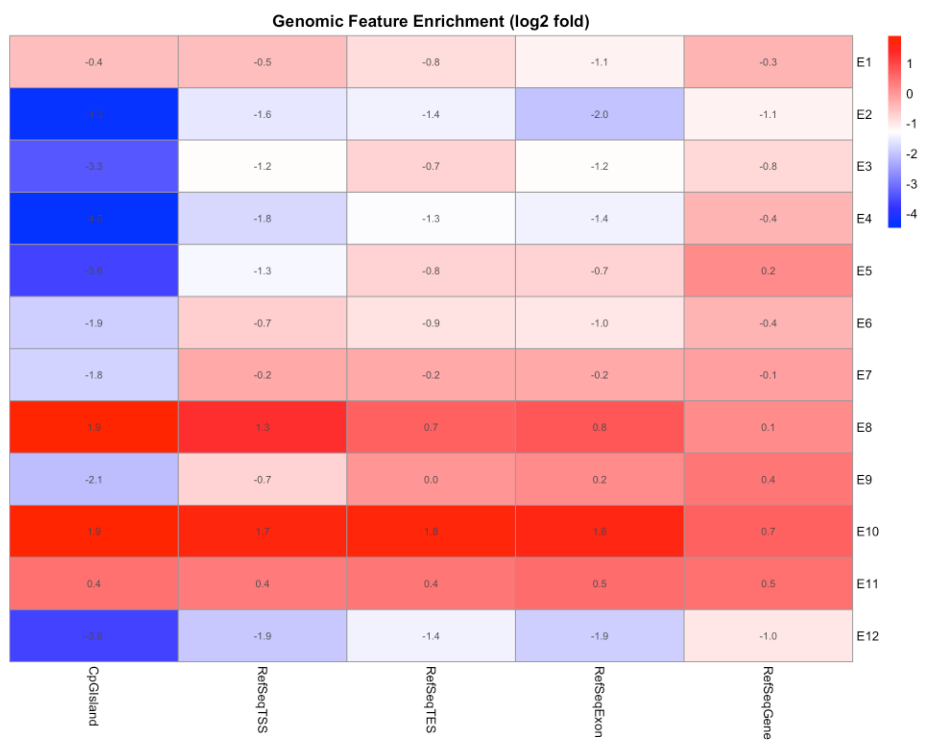 Genomic Feature Enrichment (log2 fold)
-0.4 -0.5 -0.8 -1.1 -0.3 E1
-1.6 -1.4 -2.0 -1.1 E2
-3.3 -1.2 -0.7 -1.2 -0.8 E3
-1.8 -1.3 -1.4 -0.4 E4
-1.3 -0.8 -0.7 0.2 E5
-1.9 -0.7 -0.9 -1.0 -0.4 E6
-1.8 -0.2 -0.2 -0.2 -0.1 E7
1.9 1.3 0.7 0.8 0.1 E8
-2.1 -0.7 0.0 0.2 0.4 E9
1.9 1.7 1.8 1.6 0.7 E10
0.4 0.4 0.4 0.5 0.5 E11
-1.9 -1.4 -1.9 -1.0 E12
CpGIsland RefSeqTSS RefSeqTES RefSeqExon RefSeqGene
1
0
-1
-2
-3
-4